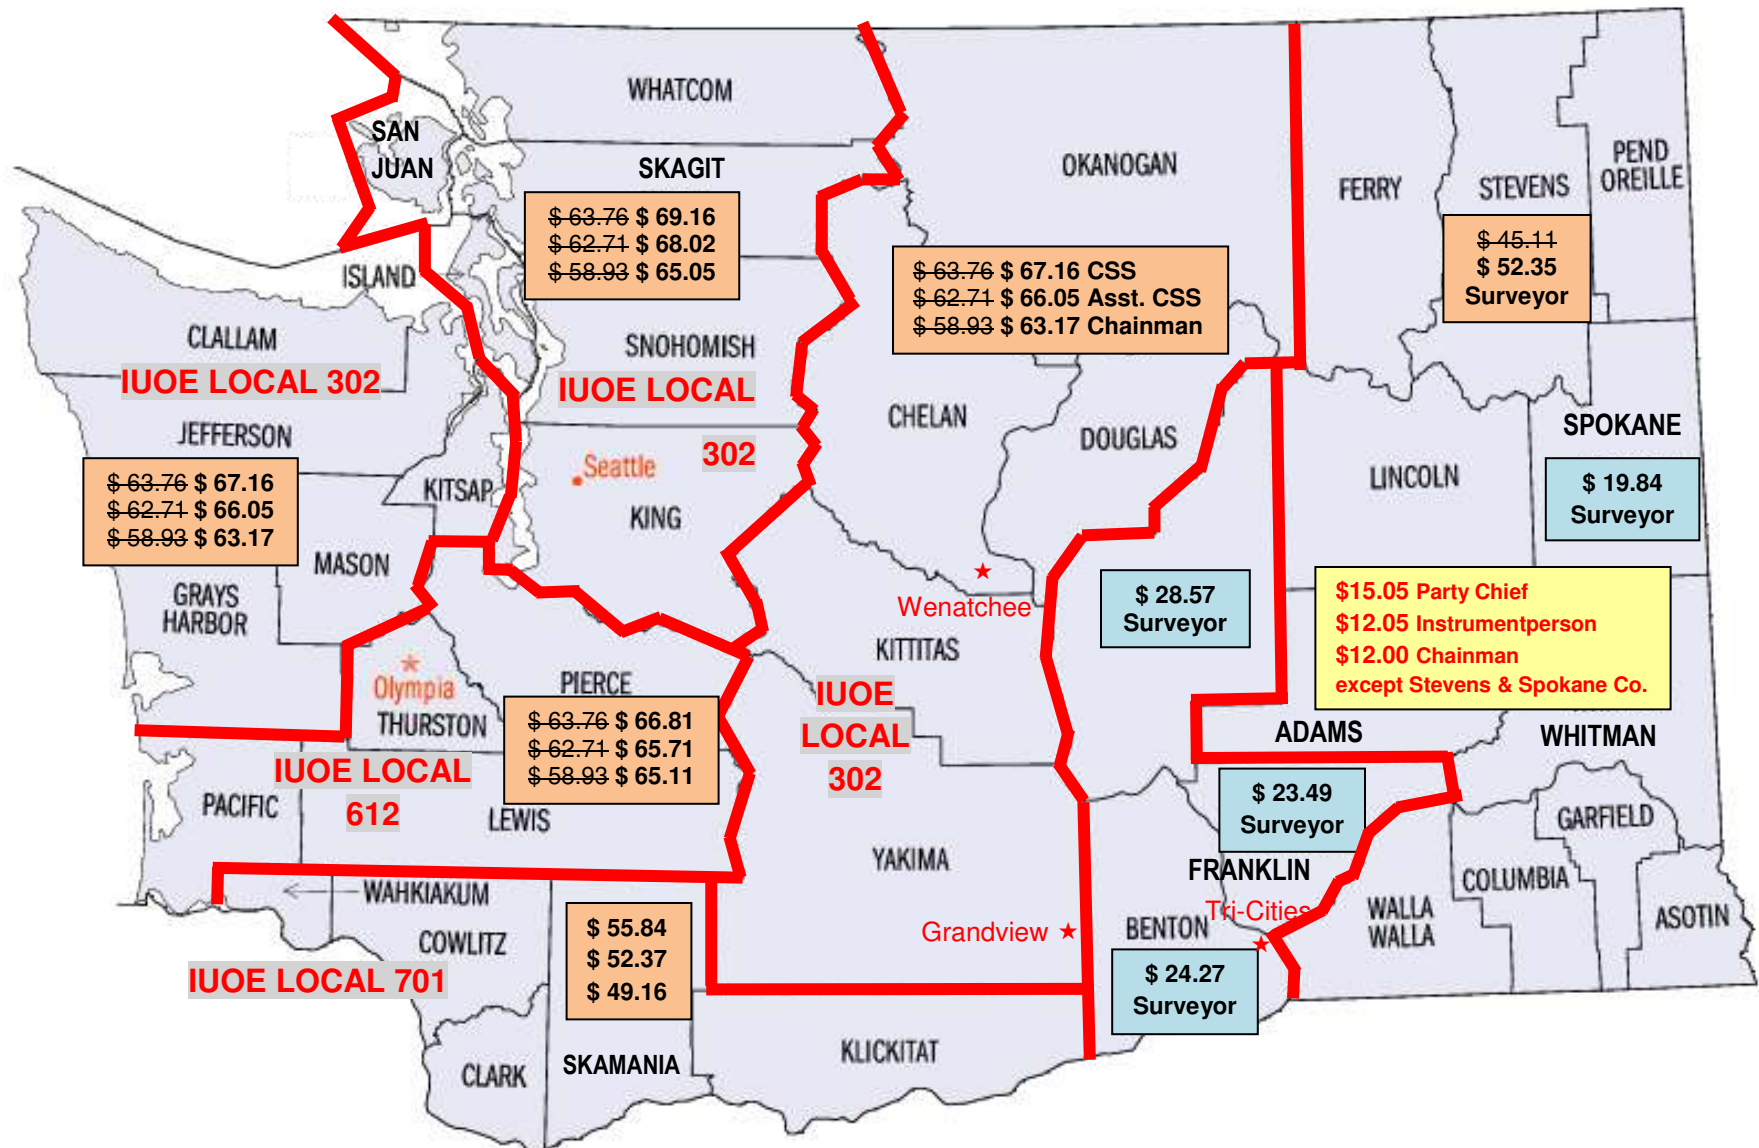 WHATCOM
SAN
JUAN
SKAGIT
OKANOGAN
FERRY
STEVENS
PEND
OREILLE
$ 63.76 $ 69.16
$ 62.71 $ 68.02
$ 58.93 $ 65.05
ISLAND
$ 63.76 $ 67.16 CSS
$ 62.71 $ 66.05 Asst. CSS
$ 58.93 $ 63.17 Chainman
$ 45.11
$ 52.35
Surveyor
CLALLAM
IUOE LOCAL 302
SNOHOMISH
IUOE LOCAL
302
CHELAN
DOUGLAS
SPOKANE
JEFFERSON
KITSAP
Seattle
KING
LINCOLN
$ 19.84
Surveyor
$ 63.76 $ 67.16
$ 62.71 $ 66.05
$ 58.93 $ 63.17
MASON
GRAYS
HARBOR
Wenatchee
KITTITAS
$ 28.57
Surveyor
$15.05 Party Chief
$12.05 Instrumentperson
$12.00 Chainman
except Stevens & Spokane Co.
Olympia
THURSTON
PIERCE
$ 63.76 $ 66.81
$ 62.71 $ 65.71
$ 58.93 $ 65.11
IUOE
LOCAL
302
ADAMS
WHITMAN
IUOE LOCAL
612
PACIFIC
LEWIS
$ 23.49
Surveyor
GARFIELD
YAKIMA
FRANKLIN
COLUMBIA
WAHKIAKUM
COWLITZ
$ 55.84
$ 52.37
$ 49.16
Grandview
BENTON
Tri-Cities
WALLA
WALLA
ASOTIN
IUOE LOCAL 701
$ 24.27
Surveyor
CLARK
SKAMANIA
KLICKITAT